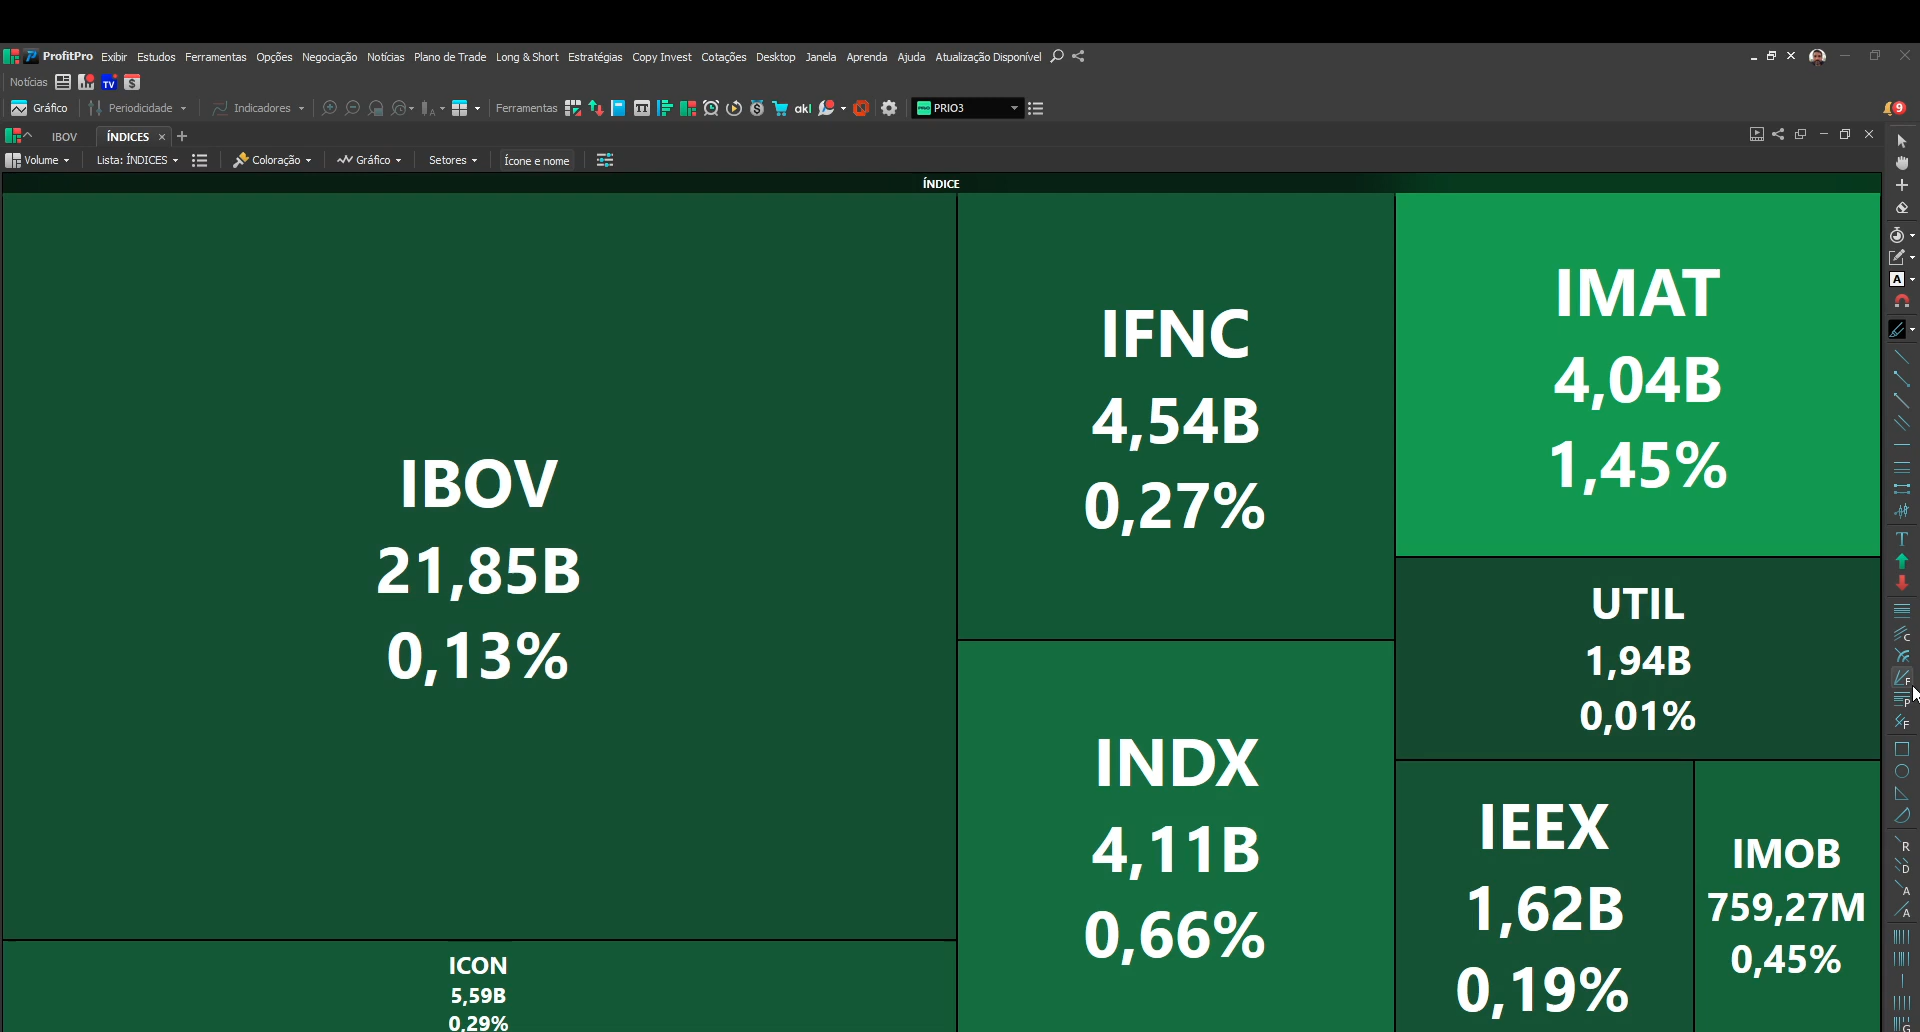 ProfitPro Exibir Estudos Ferramentas Opções Negociação Notícias Plano de Trade Long & Short Estratégias Copy Invest Cotações Desktop Janela Aprenda Ajuda Atualização Disponível
Notícias TV $
Gráfico Periodicidade Indicadores Ferramentas akl PRIO3 9
IBOV ÍNDICES
Volume Lista: ÍNDICES Coloração Gráfico Setores Ícone e nome
ÍNDICE
IBOV
21,85B
0,13%
ICON
5,59B
0,29%
IFNC
4,54B
0,27%
INDX
4,11B
0,66%
IMAT
4,04B
1,45%
UTIL
1,94B
0,01%
IEEX
1,62B
0,19%
IMOB
759,27M
0,45%
A
T
C
F
P
F
R
D
A
A
G